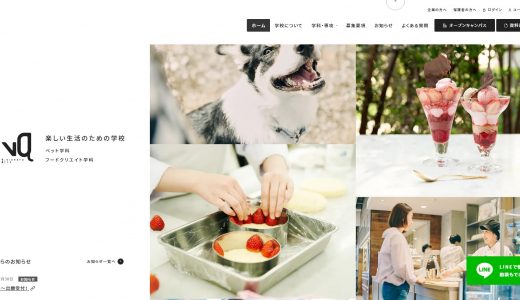 企業の方へ 保護者の方へ ログイン
ホーム 学校について 学科・専攻 募集要項 お知らせ よくある質問 オープンキャンパス 資料
楽しい生活のための学校
ペット学科
フードクリエイト学科
らのお知らせ お知らせ一覧へ
LINE LINEで